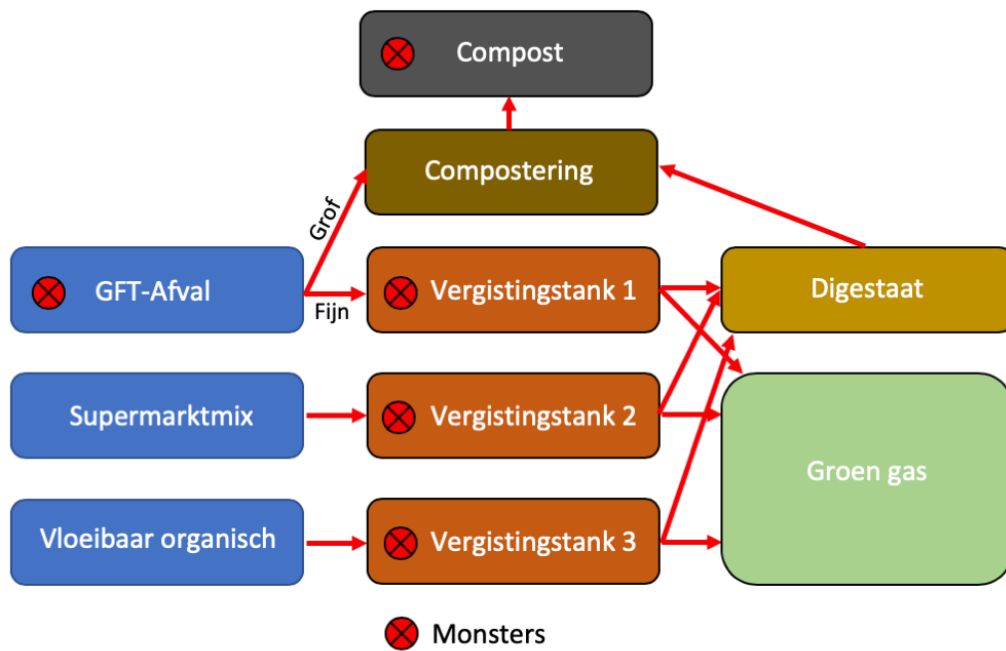 Compost
Compostering
Grof
GFT-Afval
Fijn
Vergistingstank 1
Digestaat
Supermarktmix
Vergistingstank 2
Groen gas
Vloeibaar organisch
Vergistingstank 3
Monsters